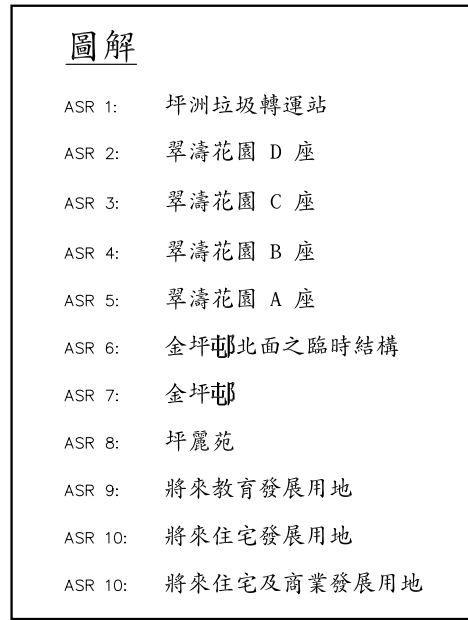 圖解
ASR 1: 坪洲垃圾轉運站
ASR 2: 翠濤花園 D 座
ASR 3: 翠濤花園 C 座
ASR 4: 翠濤花園 B 座
ASR 5: 翠濤花園 A 座
ASR 6: 金坪邨北面之臨時結構
ASR 7: 金坪邨
ASR 8: 坪麗苑
ASR 9: 將來教育發展用地
ASR 10: 將來住宅發展用地
ASR 10: 將來住宅及商業發展用地